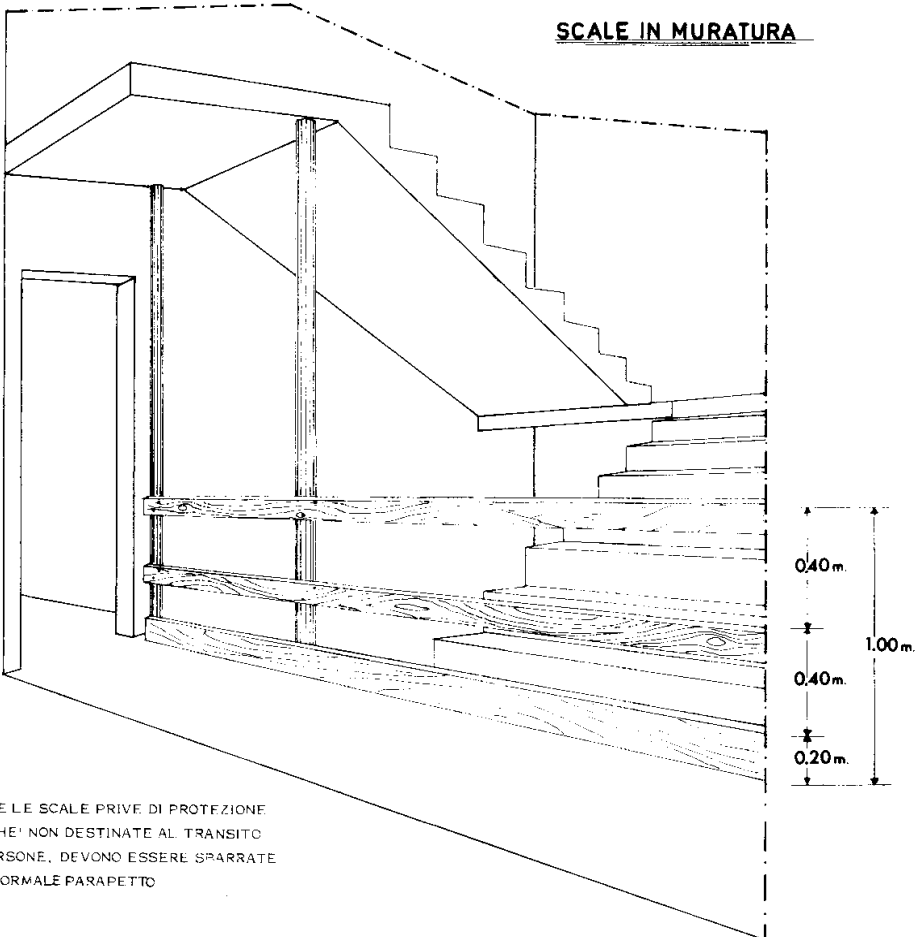 SCALE IN MURATURA
0,40 m.
1.00 m.
0,40 m.
0,20 m.
E LE SCALE PRIVE DI PROTEZIONE
HE' NON DESTINATE AL TRANSITO
RSONE, DEVONO ESSERE SBARRATE
ORMALE PARAPETTO